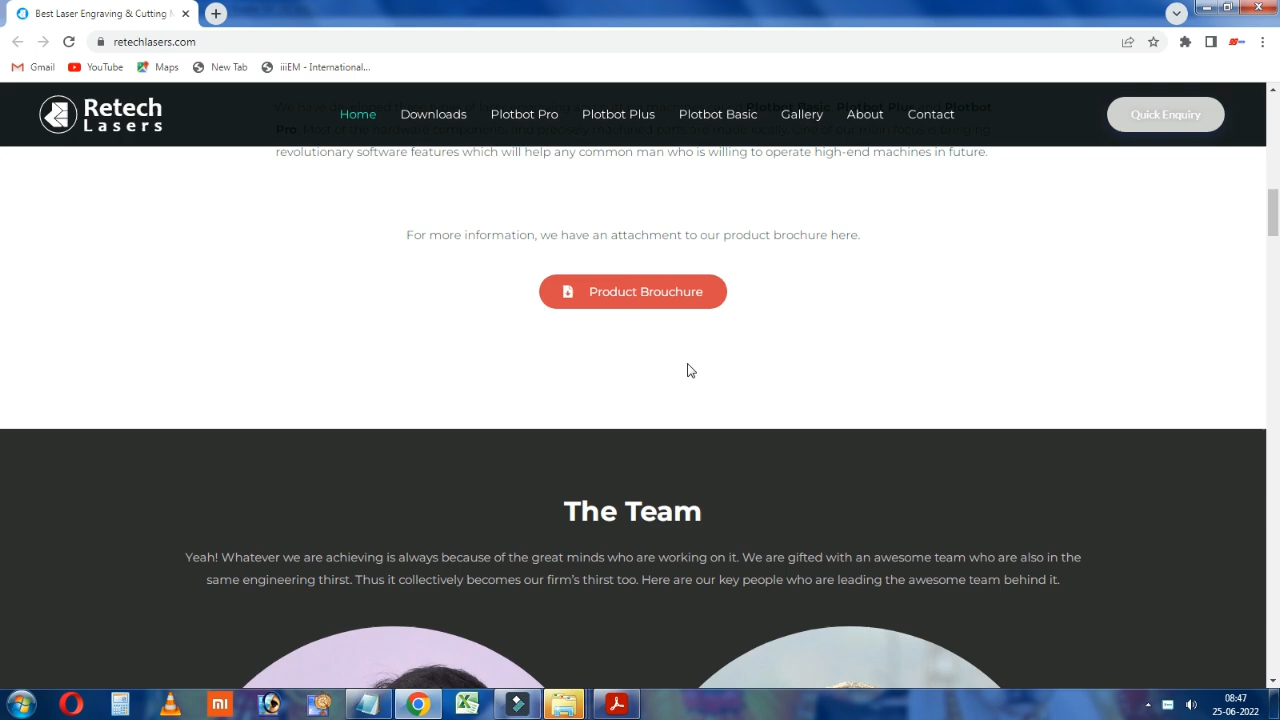 Best Laser Engraving & Cutting
retechlasers.com
Gmail YouTube Maps New Tab iiiEM - International...
Retech
Lasers
Home Downloads Plotbot Pro Plotbot Plus Plotbot Basic Gallery About Contact
Quick Enquiry
revolutionary software features which will help any common man who is willing to operate high-end machines in future.
For more information, we have an attachment to our product brochure here.
Product Brouchure
The Team
Yeah! Whatever we are achieving is always because of the great minds who are working on it. We are gifted with an awesome team who are also in the
same engineering thirst. Thus it collectively becomes our firm's thirst too. Here are our key people who are leading the awesome team behind it.
08:47
25-06-2022